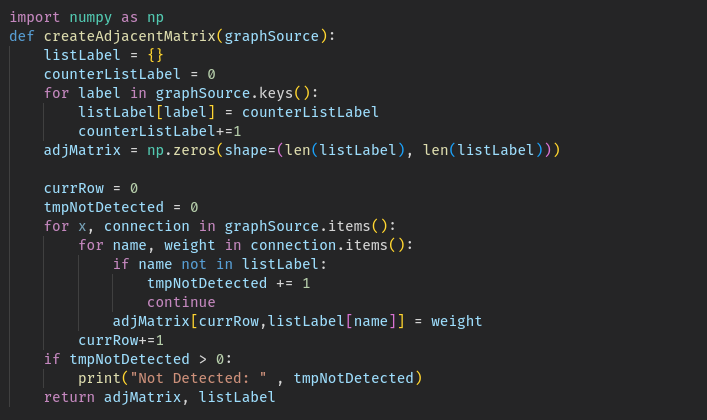 import numpy as np
def createAdjacentMatrix(graphSource):
    listLabel = {}
    counterListLabel = 0
    for label in graphSource.keys():
        listLabel[label] = counterListLabel
        counterListLabel+=1
    adjMatrix = np.zeros(shape=(len(listLabel), len(listLabel)))

    currRow = 0
    tmpNotDetected = 0
    for x, connection in graphSource.items():
        for name, weight in connection.items():
            if name not in listLabel:
                tmpNotDetected += 1
                continue
            adjMatrix[currRow,listLabel[name]] = weight
        currRow+=1
    if tmpNotDetected > 0:
        print("Not Detected: " , tmpNotDetected)
    return adjMatrix, listLabel